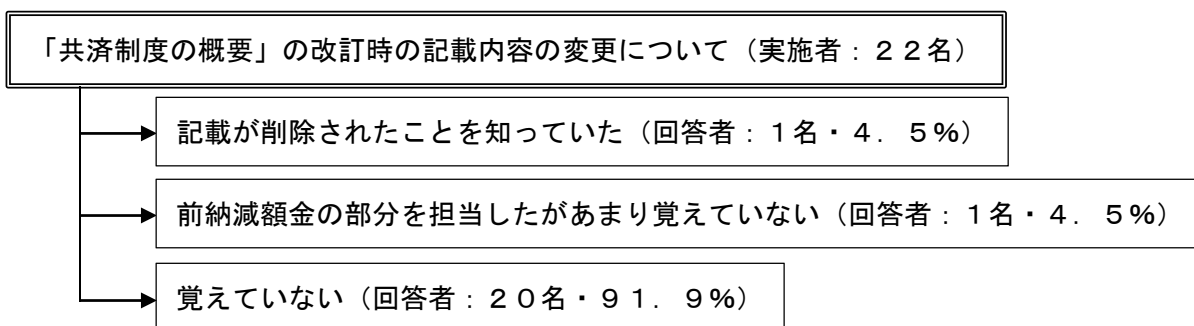 「共済制度の概要」の改訂時の記載内容の変更について（実施者：２２名）
記載が削除されたことを知っていた（回答者：１名・４．５％）
前納減額金の部分を担当したがあまり覚えていない（回答者：１名・４．５％）
覚えていない（回答者：２０名・９１．９％）